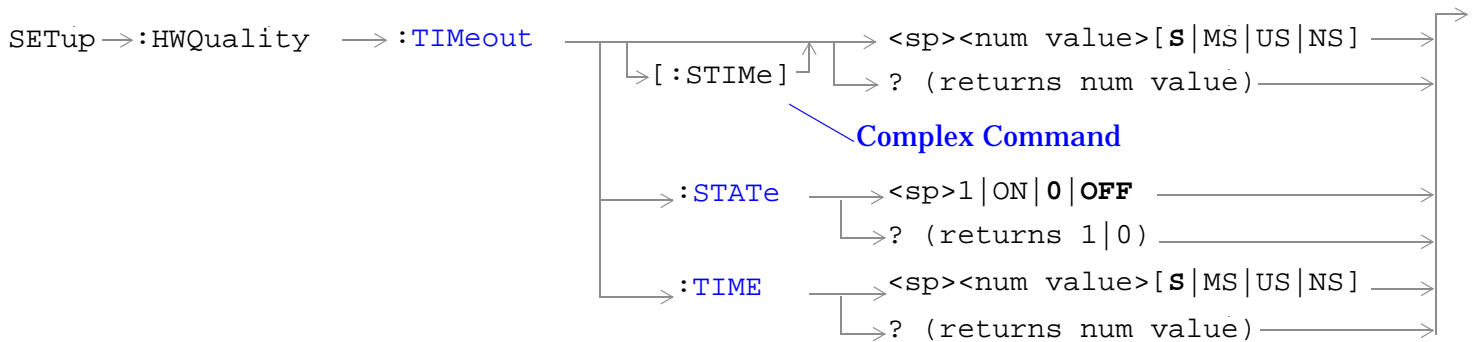 SETup :HWQuality :TIMeout <sp><num value>[S|MS|US|NS]
[:STIMe] ? (returns num value)
Complex Command
:STATe <sp>1|ON|0|OFF
? (returns 1|0)
:TIME <sp><num value>[S|MS|US|NS]
? (returns num value)